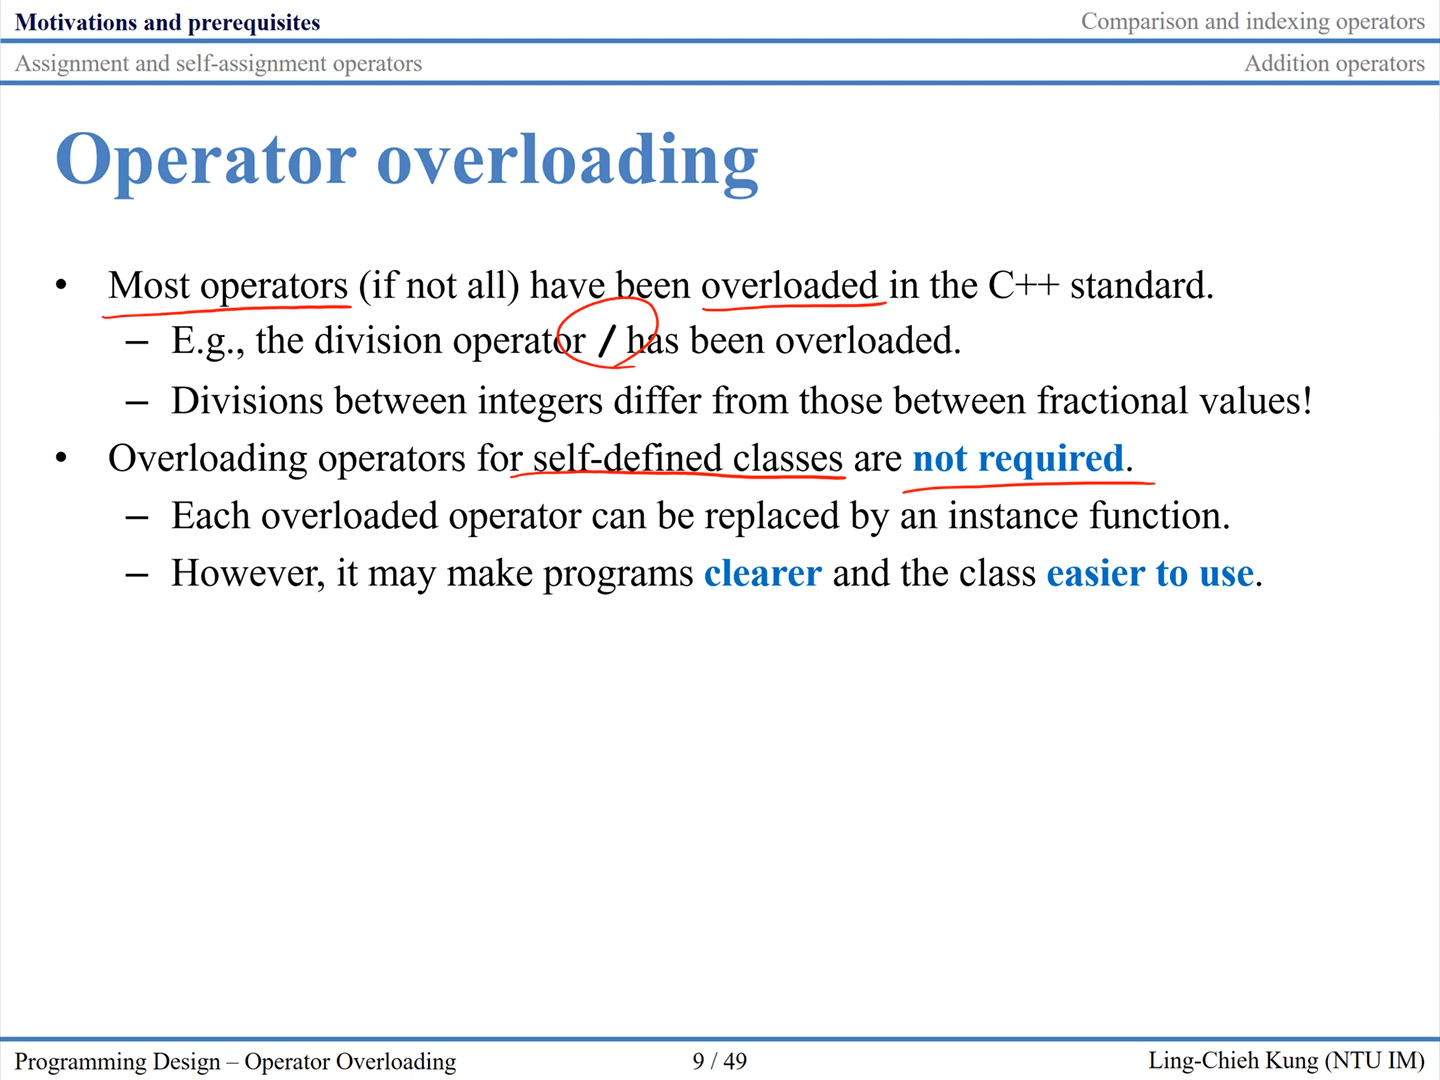 Motivations and prerequisites
Comparison and indexing operators
Assignment and self-assignment operators
Addition operators
Operator overloading
• Most operators (if not all) have been overloaded in the C++ standard.
– E.g., the division operator / has been overloaded.
– Divisions between integers differ from those between fractional values!
• Overloading operators for self-defined classes are not required.
– Each overloaded operator can be replaced by an instance function.
– However, it may make programs clearer and the class easier to use.
Programming Design – Operator Overloading
9 / 49
Ling-Chieh Kung (NTU IM)